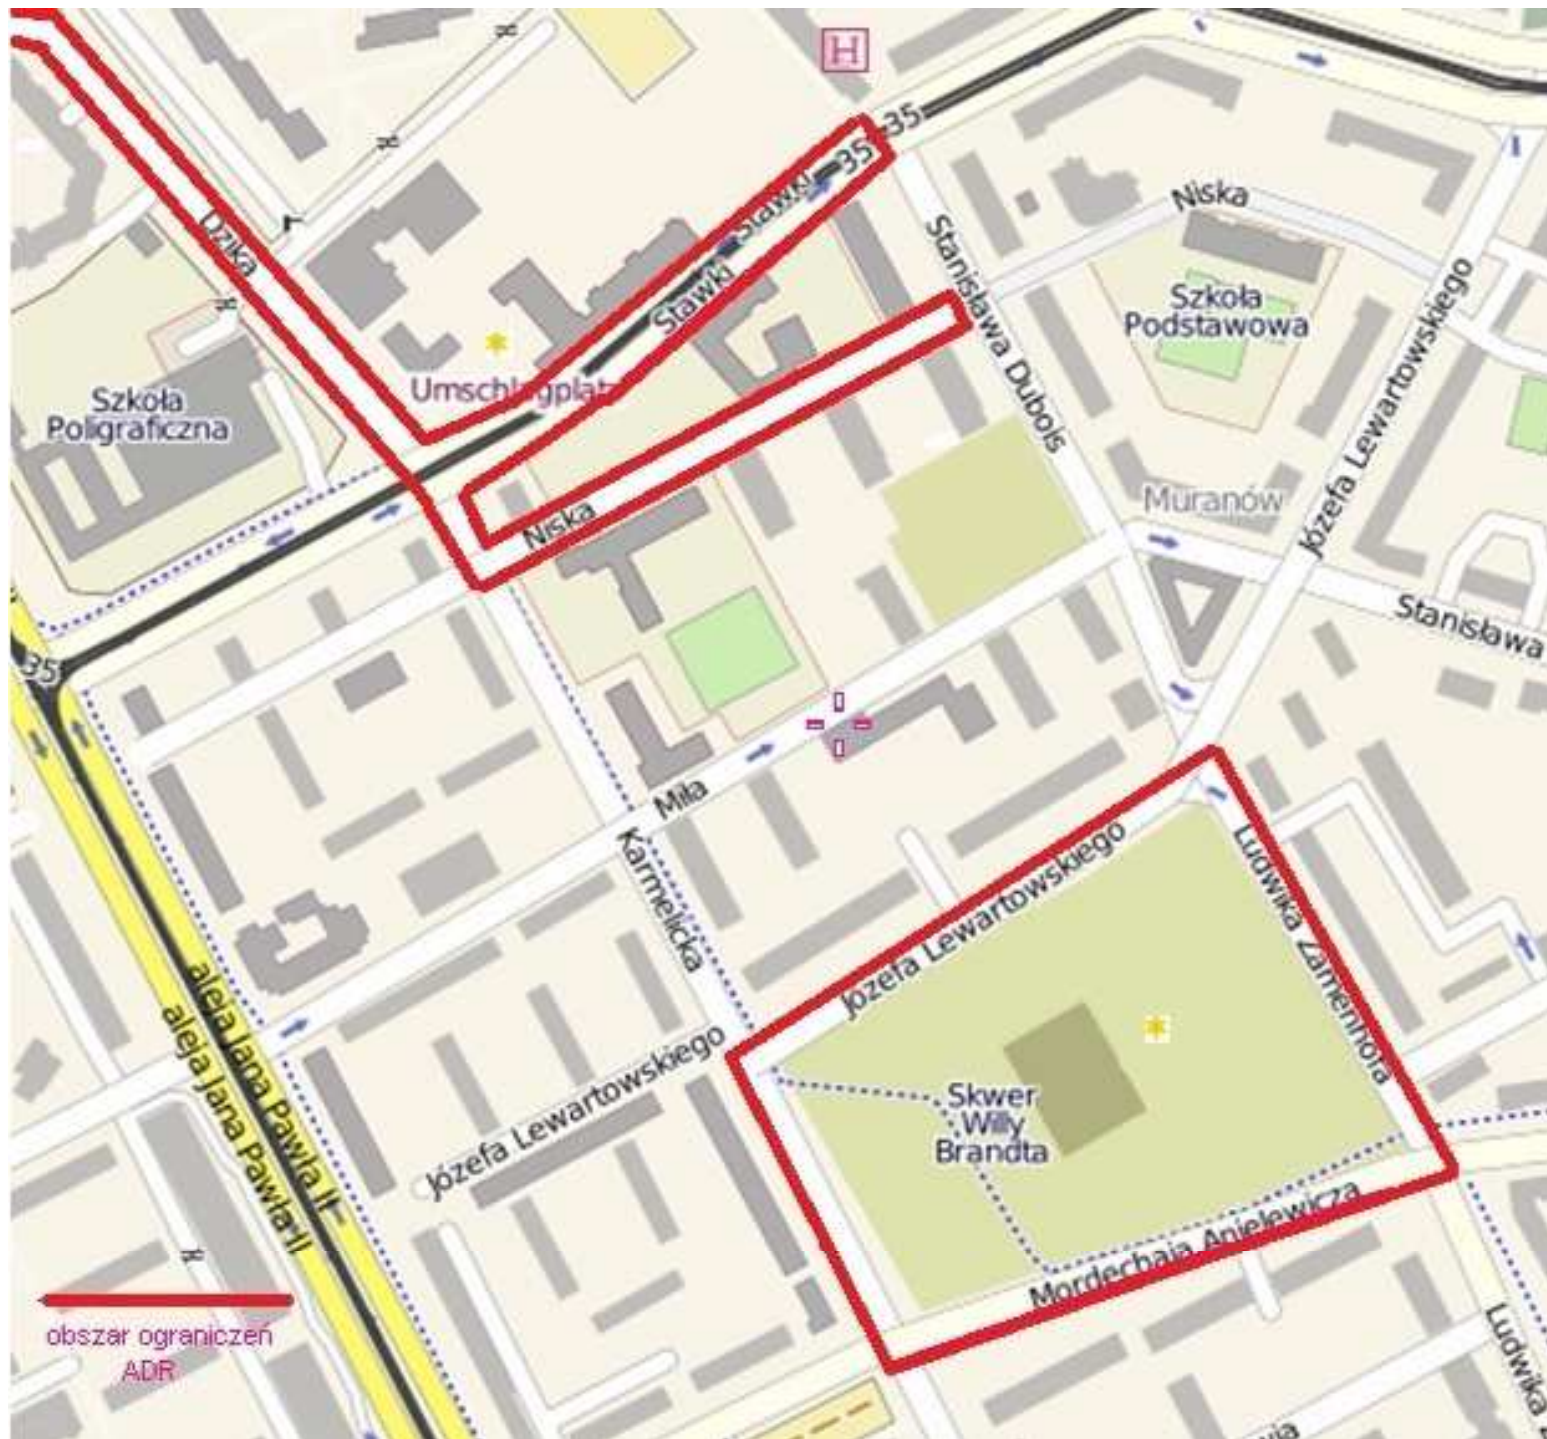 H
35
35
Stawki
Stawki
Dzika
Niska
Stanisława Dubois
Szkoła
Podstawowa
Józefa Lewartowskiego
Umschlagplatz
Szkoła
Poligraficzna
Muranów
Niska
Stanisława
35
Miła
Karmelicka
Józefa Lewartowskiego
Ludwika Zamenhofa
aleja Jana Pawła II
aleja Jana Pawła II
Józefa Lewartowskiego
Skwer
Willy
Brandta
Mordechaja Anielewicza
obszar ograniczeń
ADR
Ludwika